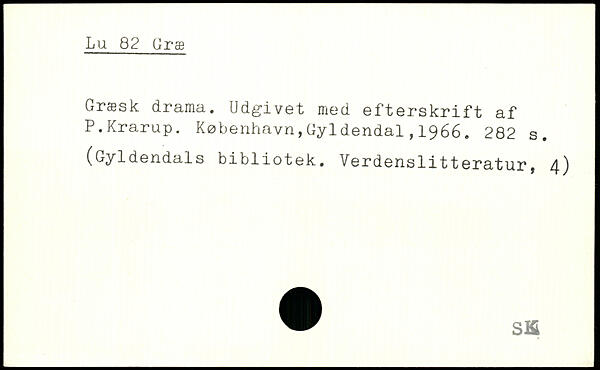 Lu 82 Græ
Græsk drama. Udgivet med efterskrift af
P.Krarup. København,Gyldendal,1966. 282 s.
(Gyldendals bibliotek. Verdenslitteratur, 4)
SK